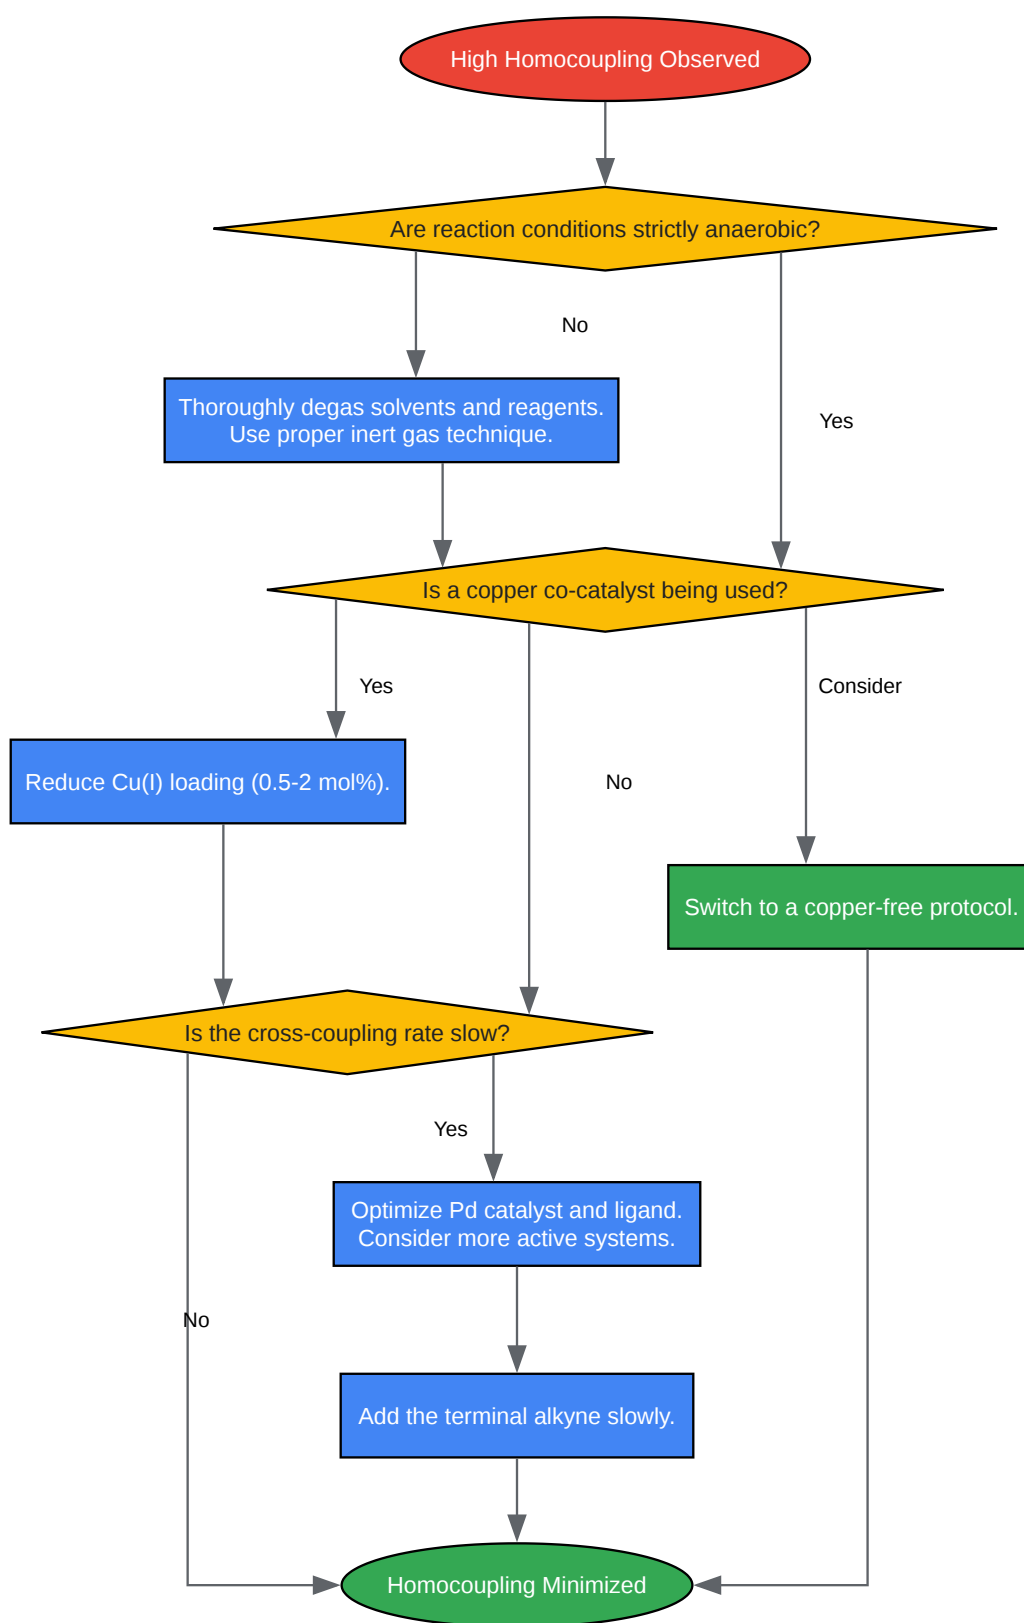 High Homocoupling Observed
Are reaction conditions strictly anaerobic?
No
Thoroughly degas solvents and reagents.
Use proper inert gas technique.
Yes
Is a copper co-catalyst being used?
Yes
Consider
Reduce Cu(I) loading (0.5-2 mol%).
No
Switch to a copper-free protocol.
Is the cross-coupling rate slow?
Yes
Optimize Pd catalyst and ligand.
Consider more active systems.
No
Add the terminal alkyne slowly.
Homocoupling Minimized